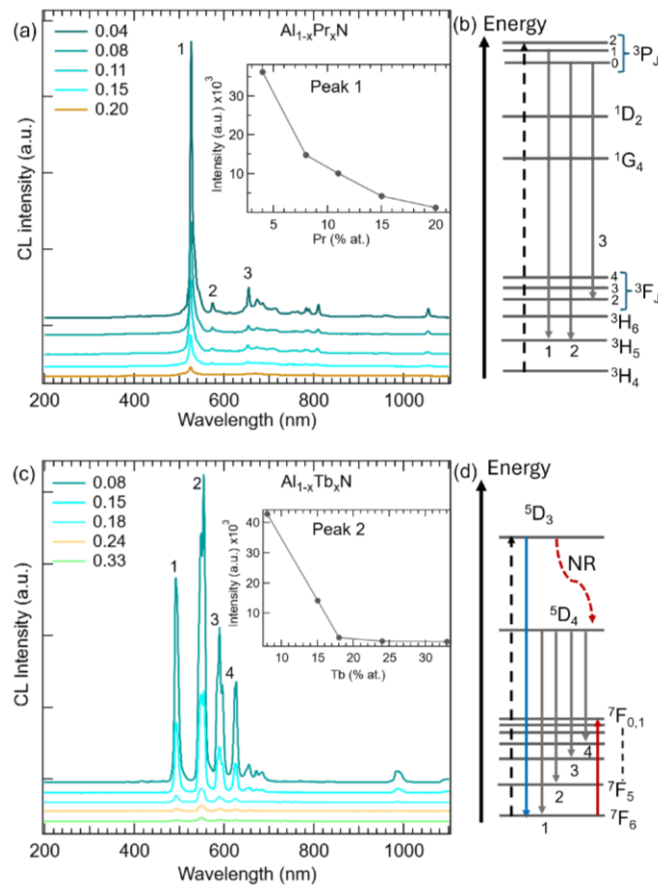 (a)
Al₁₋ₓPrₓN
0.04
0.08
0.11
0.15
0.20
1
2
3
Peak 1
Intensity (a.u.) x10³
30
20
10
5
10
15
20
Pr (% at.)
CL intensity (a.u.)
200
400
600
800
1000
Wavelength (nm)
(b)
Energy
2
1
0
³P_J
¹D₂
¹G₄
3
4
3
2
³F_J
³H₆
1
2
³H₅
³H₄
(c)
Al₁₋ₓTbₓN
0.08
0.15
0.18
0.24
0.33
1
2
3
4
Peak 2
Intensity (a.u.) x10³
40
30
20
10
10
15
20
25
30
Tb (% at.)
CL Intensity (a.u.)
200
400
600
800
1000
Wavelength (nm)
(d)
Energy
⁵D₃
NR
⁵D₄
⁷F₀,₁
4
3
⁷F₅
2
⁷F₆
1